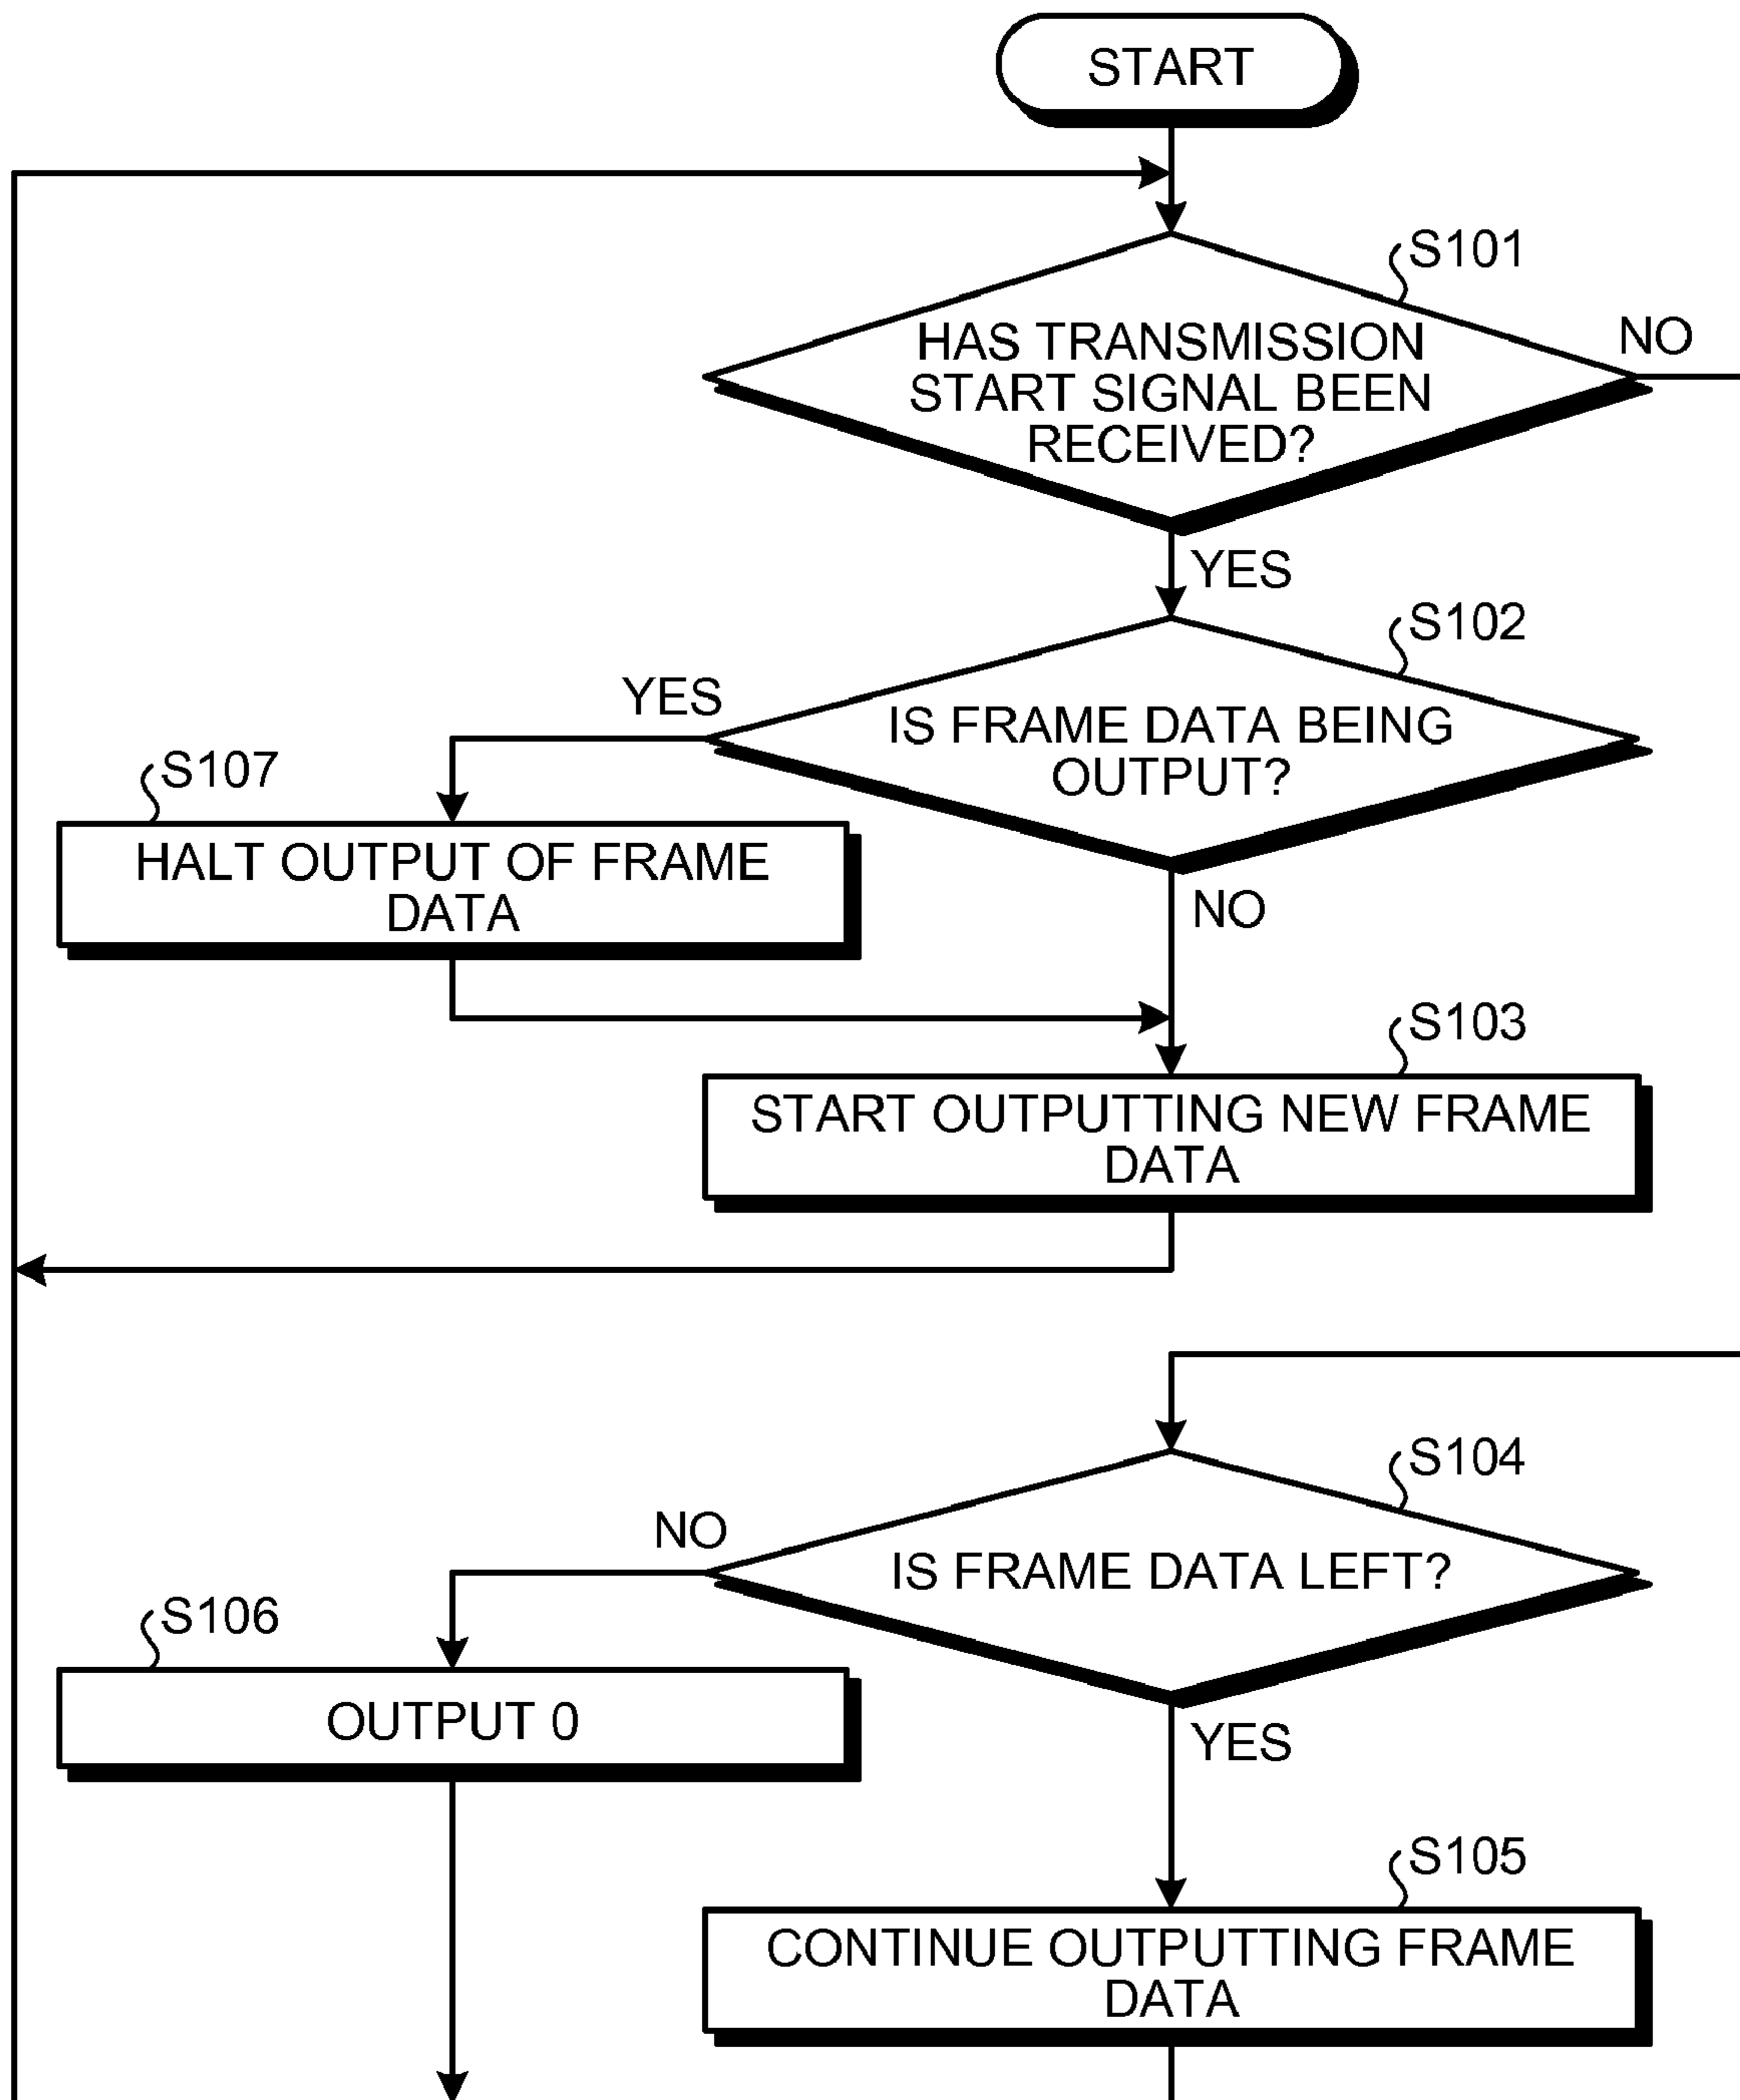 START
S101
HAS TRANSMISSION
START SIGNAL BEEN
RECEIVED?
NO
YES
S102
IS FRAME DATA BEING
OUTPUT?
YES
NO
S107
HALT OUTPUT OF FRAME
DATA
S103
START OUTPUTTING NEW FRAME
DATA
S104
IS FRAME DATA LEFT?
NO
YES
S106
OUTPUT 0
S105
CONTINUE OUTPUTTING FRAME
DATA